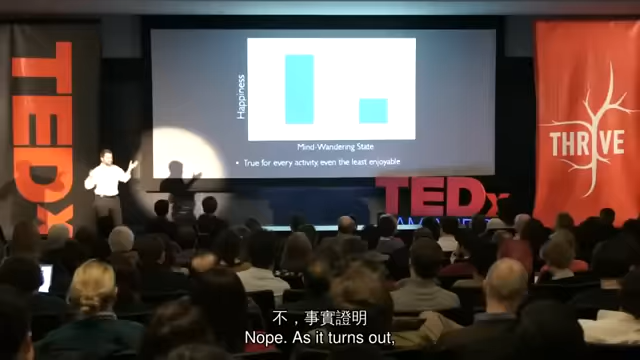 TEDx
Happiness
Mind-Wandering State
• True for every activity, even the least enjoyable
THRIVE
TEDx
不，事實證明
Nope. As it turns out,